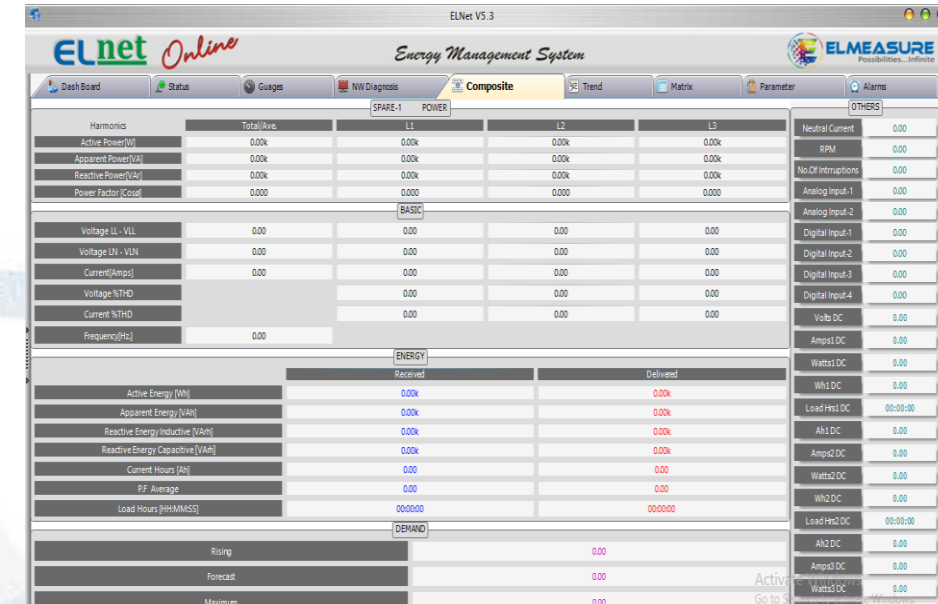 ELNet V5.3
ELnet Online
Energy Management System
ELMEASURE
Possibilities...Infinite
Dash Board Status Guages NW Diagnosis Composite Trend Matrix Parameter Alarms
SPARE-1 POWER
Harmonics Total/Ave. L1 L2 L3
Active Power[W] 0.00k 0.00k 0.00k 0.00k
Apparent Power[VA] 0.00k 0.00k 0.00k 0.00k
Reactive Power[VAr] 0.00k 0.00k 0.00k 0.00k
Power Factor [Cosø] 0.000 0.000 0.000 0.000
BASIC
Voltage LL - VLL 0.00 0.00 0.00 0.00
Voltage LN - VLN 0.00 0.00 0.00 0.00
Current[Amps] 0.00 0.00 0.00 0.00
Voltage %THD 0.00 0.00 0.00
Current %THD 0.00 0.00 0.00
Frequency[Hz.] 0.00
ENERGY
Received Delivered
Active Energy [Wh] 0.00k 0.00k
Apparent Energy [VAh] 0.00k 0.00k
Reactive Energy Inductive [VArh] 0.00k 0.00k
Reactive Energy Capacitive [VArh] 0.00k 0.00k
Current Hours [Ah] 0.00 0.00
P.F Average 0.00 0.00
Load Hours [HH:MM:SS] 00:00:00 00:00:00
DEMAND
Rising 0.00
Forecast 0.00
Maximum 0.00
OTHERS
Neutral Current 0.00
RPM 0.00
No.Of Intrruptions 0.00
Analog Input-1 0.00
Analog Input-2 0.00
Digital Input-1 0.00
Digital Input-2 0.00
Digital Input-3 0.00
Digital Input-4 0.00
Volts DC 0.00
Amps1 DC 0.00
Watts1 DC 0.00
Wh1 DC 0.00
Load Hrs1 DC 00:00:00
Ah1 DC 0.00
Amps2 DC 0.00
Watts2 DC 0.00
Wh2 DC 0.00
Load Hrs2 DC 00:00:00
Ah2 DC 0.00
Amps3 DC 0.00
Watts3 DC 0.00
Activate Windows
Go to Windows.